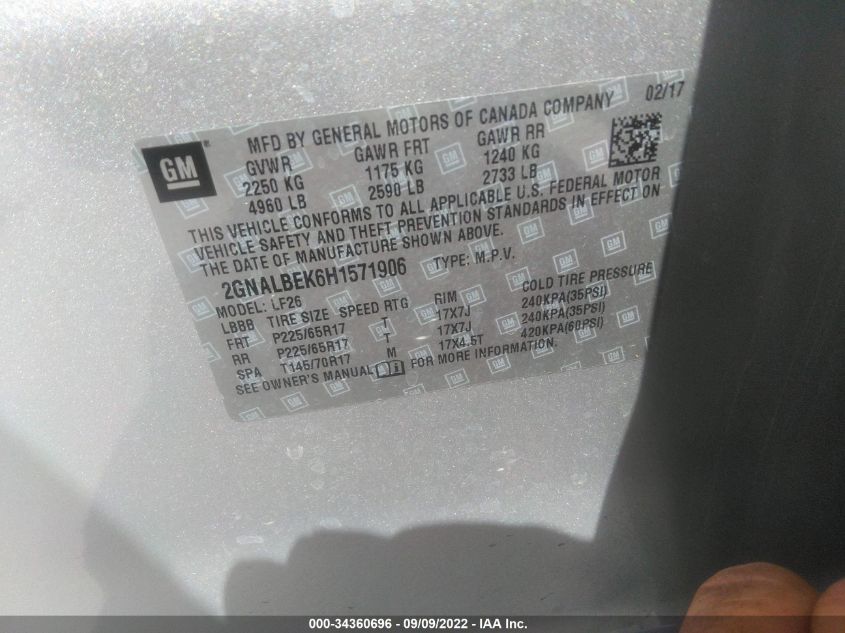 MFD BY GENERAL MOTORS OF CANADA COMPANY 02/17
GM
GVWR GAWR FRT GAWR RR
2250 KG 1175 KG 1240 KG
4960 LB 2590 LB 2733 LB
THIS VEHICLE CONFORMS TO ALL APPLICABLE U.S. FEDERAL MOTOR
VEHICLE SAFETY AND THEFT PREVENTION STANDARDS IN EFFECT ON
THE DATE OF MANUFACTURE SHOWN ABOVE.
2GNALBEK6H1571906 TYPE: M.P.V.
MODEL: LF26
LBBB TIRE SIZE SPEED RTG RIM COLD TIRE PRESSURE
FRT P225/65R17 T 17X7J 240KPA(35PSI)
RR P225/65R17 T 17X7J 240KPA(35PSI)
SPA T145/70R17 M 17X4.5T 420KPA(60PSI)
SEE OWNER'S MANUAL FOR MORE INFORMATION.
000-34360696 - 09/09/2022 - IAA Inc.